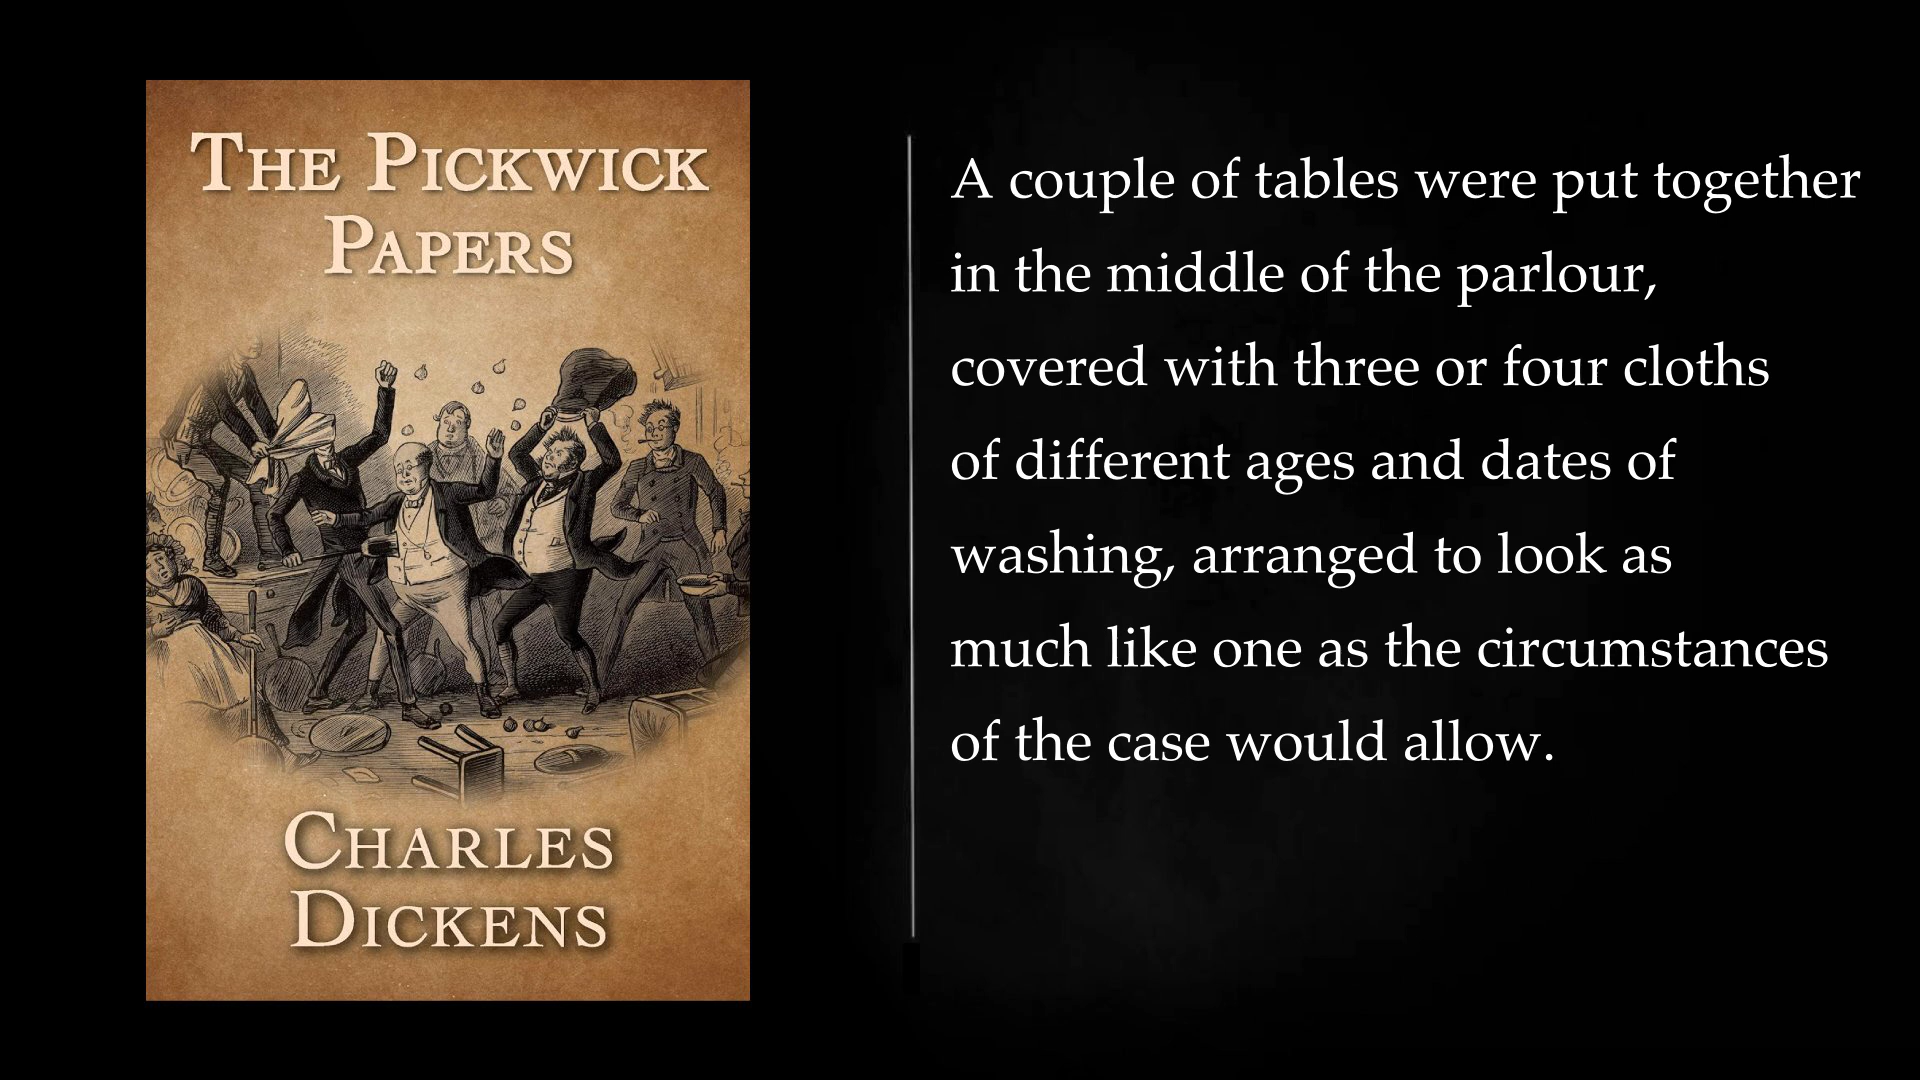 The Pickwick
Papers
Charles
Dickens
A couple of tables were put together
in the middle of the parlour,
covered with three or four cloths
of different ages and dates of
washing, arranged to look as
much like one as the circumstances
of the case would allow.